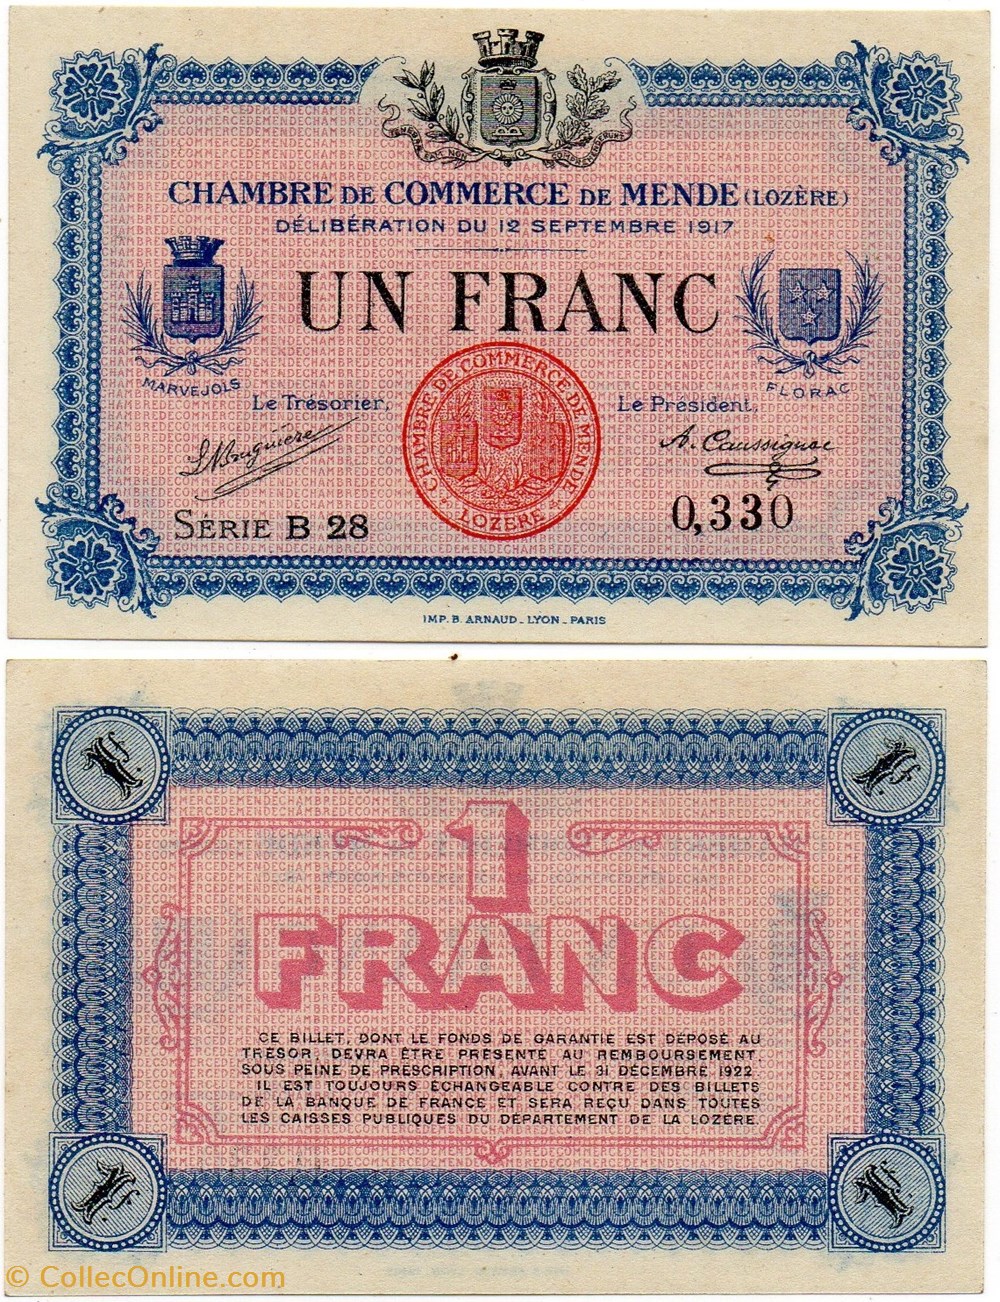 CHAMBRE DE COMMERCE DE MENDE (LOZÈRE)
DÉLIBÉRATION DU 12 SEPTEMBRE 1917
UN FRANC
MARVEJOLS
FLORAC
Le Trésorier,
Le Président,
CHAMBRE DE COMMERCE DE MENDE
LOZÈRE
A. Caussignac
SÉRIE B 28
0,330
IMP. B. ARNAUD - LYON - PARIS
1
FRANC
CE BILLET, DONT LE FONDS DE GARANTIE EST DÉPOSÉ AU
TRÉSOR, DEVRA ÊTRE PRÉSENTÉ AU REMBOURSEMENT,
SOUS PEINE DE PRESCRIPTION, AVANT LE 31 DÉCEMBRE 1922
IL EST TOUJOURS ÉCHANGEABLE CONTRE DES BILLETS
DE LA BANQUE DE FRANCE ET SERA REÇU DANS TOUTES
LES CAISSES PUBLIQUES DU DÉPARTEMENT DE LA LOZÈRE.
© CollecOnline.com